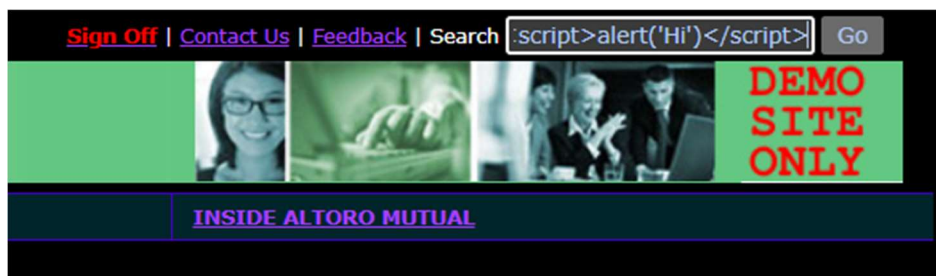 Sign Off | Contact Us | Feedback | Search :script>alert('Hi')</script> Go
DEMO
SITE
ONLY
INSIDE ALTORO MUTUAL